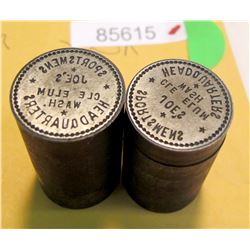 85615
SPORTSMENS
JOE'S
CLE ELUM
WASH.
HEADQUARTERS
SPORTSMENS
JOE'S
CLE ELUM
WASH.
HEADQUARTERS